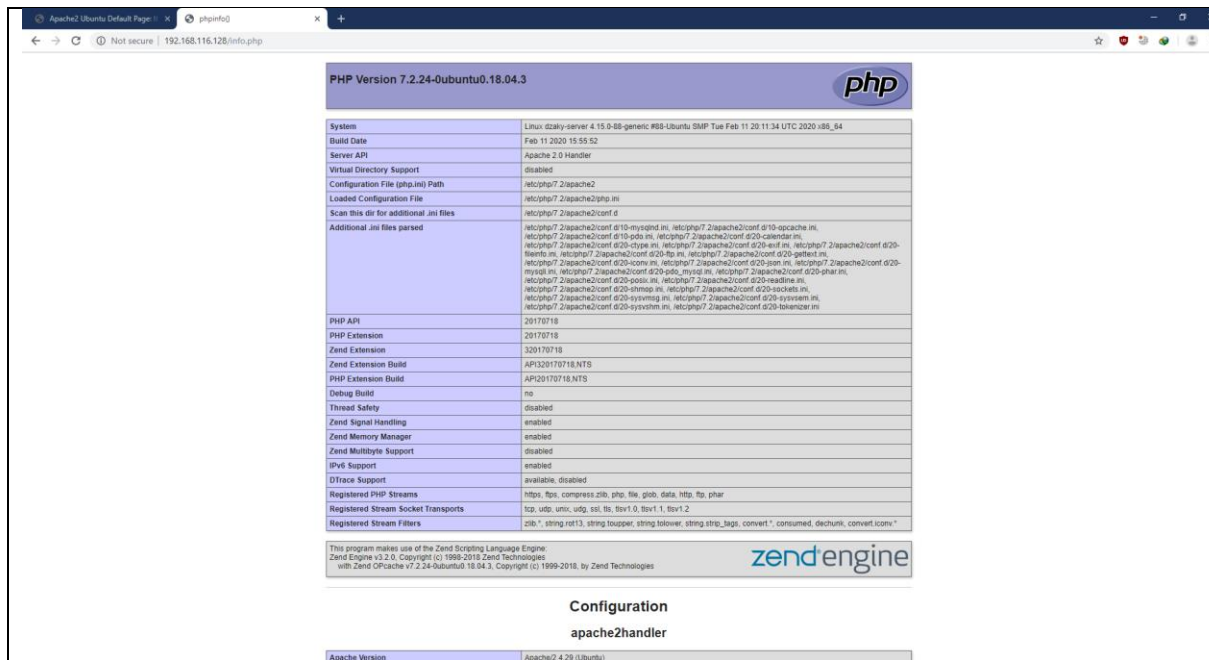 Apache2 Ubuntu Default Page:
phpinfo()
Not secure | 192.168.116.128/info.php
PHP Version 7.2.24-0ubuntu0.18.04.3
php
System Linux dzaky-server 4.15.0-88-generic #88-Ubuntu SMP Tue Feb 11 20:11:34 UTC 2020 x86_64
Build Date Feb 11 2020 15:55:52
Server API Apache 2.0 Handler
Virtual Directory Support disabled
Configuration File (php.ini) Path /etc/php/7.2/apache2
Loaded Configuration File /etc/php/7.2/apache2/php.ini
Scan this dir for additional .ini files /etc/php/7.2/apache2/conf.d
Additional .ini files parsed /etc/php/7.2/apache2/conf.d/10-mysqlnd.ini, /etc/php/7.2/apache2/conf.d/10-opcache.ini,
/etc/php/7.2/apache2/conf.d/10-pdo.ini, /etc/php/7.2/apache2/conf.d/20-calendar.ini,
/etc/php/7.2/apache2/conf.d/20-ctype.ini, /etc/php/7.2/apache2/conf.d/20-exif.ini, /etc/php/7.2/apache2/conf.d/20-
fileinfo.ini, /etc/php/7.2/apache2/conf.d/20-ftp.ini, /etc/php/7.2/apache2/conf.d/20-gettext.ini,
/etc/php/7.2/apache2/conf.d/20-iconv.ini, /etc/php/7.2/apache2/conf.d/20-json.ini, /etc/php/7.2/apache2/conf.d/20-
mysqli.ini, /etc/php/7.2/apache2/conf.d/20-pdo_mysql.ini, /etc/php/7.2/apache2/conf.d/20-phar.ini,
/etc/php/7.2/apache2/conf.d/20-posix.ini, /etc/php/7.2/apache2/conf.d/20-readline.ini,
/etc/php/7.2/apache2/conf.d/20-shmop.ini, /etc/php/7.2/apache2/conf.d/20-sockets.ini,
/etc/php/7.2/apache2/conf.d/20-sysvmsg.ini, /etc/php/7.2/apache2/conf.d/20-sysvsem.ini,
/etc/php/7.2/apache2/conf.d/20-sysvshm.ini, /etc/php/7.2/apache2/conf.d/20-tokenizer.ini
PHP API 20170718
PHP Extension 20170718
Zend Extension 320170718
Zend Extension Build API320170718,NTS
PHP Extension Build API20170718,NTS
Debug Build no
Thread Safety disabled
Zend Signal Handling enabled
Zend Memory Manager enabled
Zend Multibyte Support disabled
IPv6 Support enabled
DTrace Support available, disabled
Registered PHP Streams https, ftps, compress.zlib, php, file, glob, data, http, ftp, phar
Registered Stream Socket Transports tcp, udp, unix, udg, ssl, tls, tlsv1.0, tlsv1.1, tlsv1.2
Registered Stream Filters zlib.*, string.rot13, string.toupper, string.tolower, string.strip_tags, convert.*, consumed, dechunk, convert.iconv.*
This program makes use of the Zend Scripting Language Engine:
Zend Engine v3.2.0, Copyright (c) 1998-2018 Zend Technologies
with Zend OPcache v7.2.24-0ubuntu0.18.04.3, Copyright (c) 1999-2018, by Zend Technologies
zend engine
Configuration
apache2handler
Apache Version Apache/2.4.29 (Ubuntu)